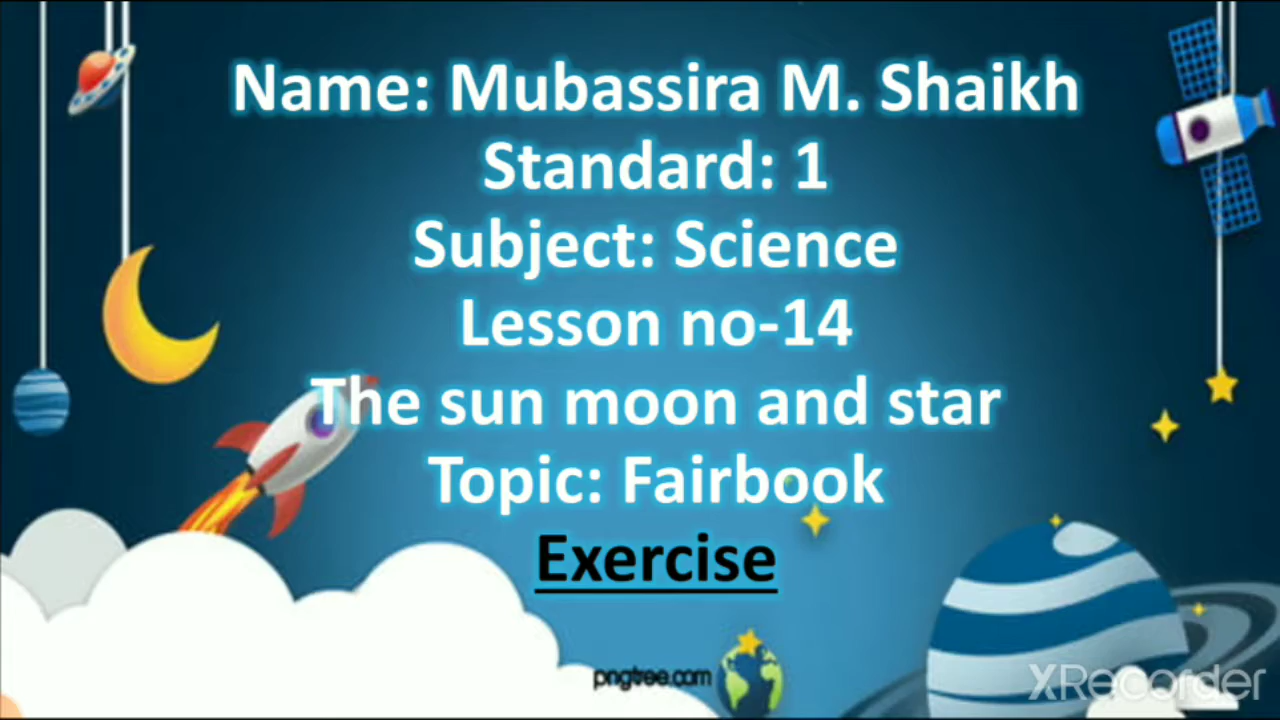 Name: Mubassira M. Shaikh
Standard: 1
Subject: Science
Lesson no-14
The sun moon and star
Topic: Fairbook
Exercise
pngtree.com
XRecorder